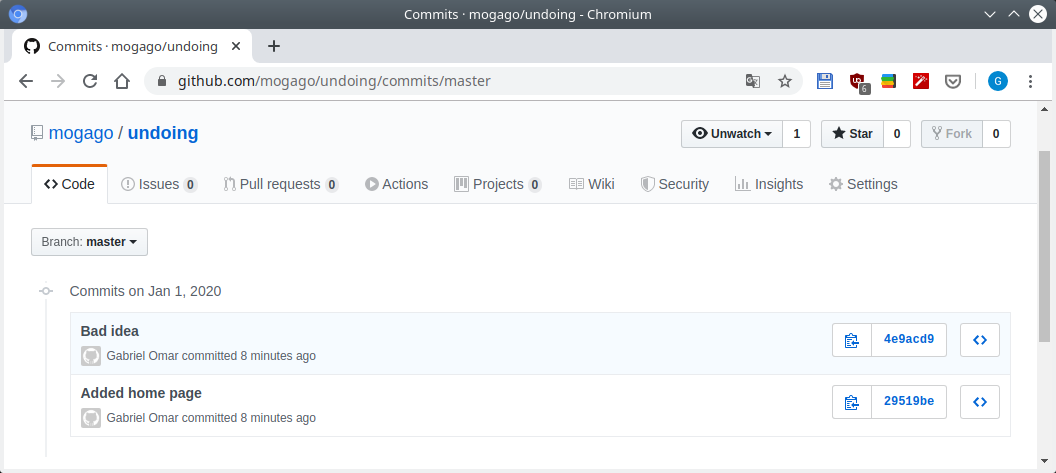 Commits · mogago/undoing - Chromium
Commits · mogago/undoing
github.com/mogago/undoing/commits/master
6
G
mogago / undoing
Unwatch 1 Star 0 Fork 0
Code Issues 0 Pull requests 0 Actions Projects 0 Wiki Security Insights Settings
Branch: master
Commits on Jan 1, 2020
Bad idea
4e9acd9
Gabriel Omar committed 8 minutes ago
Added home page
29519be
Gabriel Omar committed 8 minutes ago